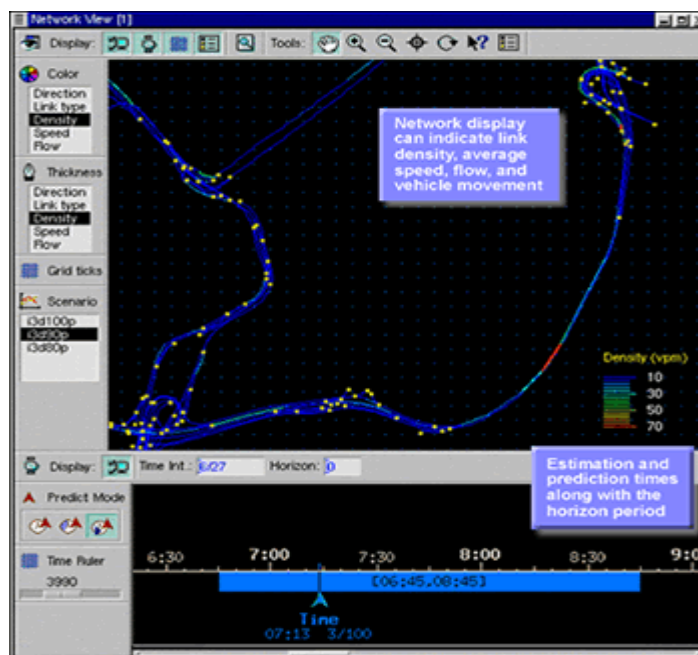 Network View [1]
Display:
Tools:
Color
Direction
Link type
Density
Speed
Flow
Thickness
Direction
Link type
Density
Speed
Flow
Grid ticks
Scenario
i3d100p
i3d90p
i3d80p
Network display
can indicate link
density, average
speed, flow, and
vehicle movement
Density (vpm)
10
30
50
70
Display:
Time Int.: 6/27
Horizon: 0
Estimation and
prediction times
along with the
horizon period
Predict Mode
Time Ruler
3990
6:30 7:00 7:30 8:00 8:30 9:0
[06:45,08:45]
Time
07:13 3/100